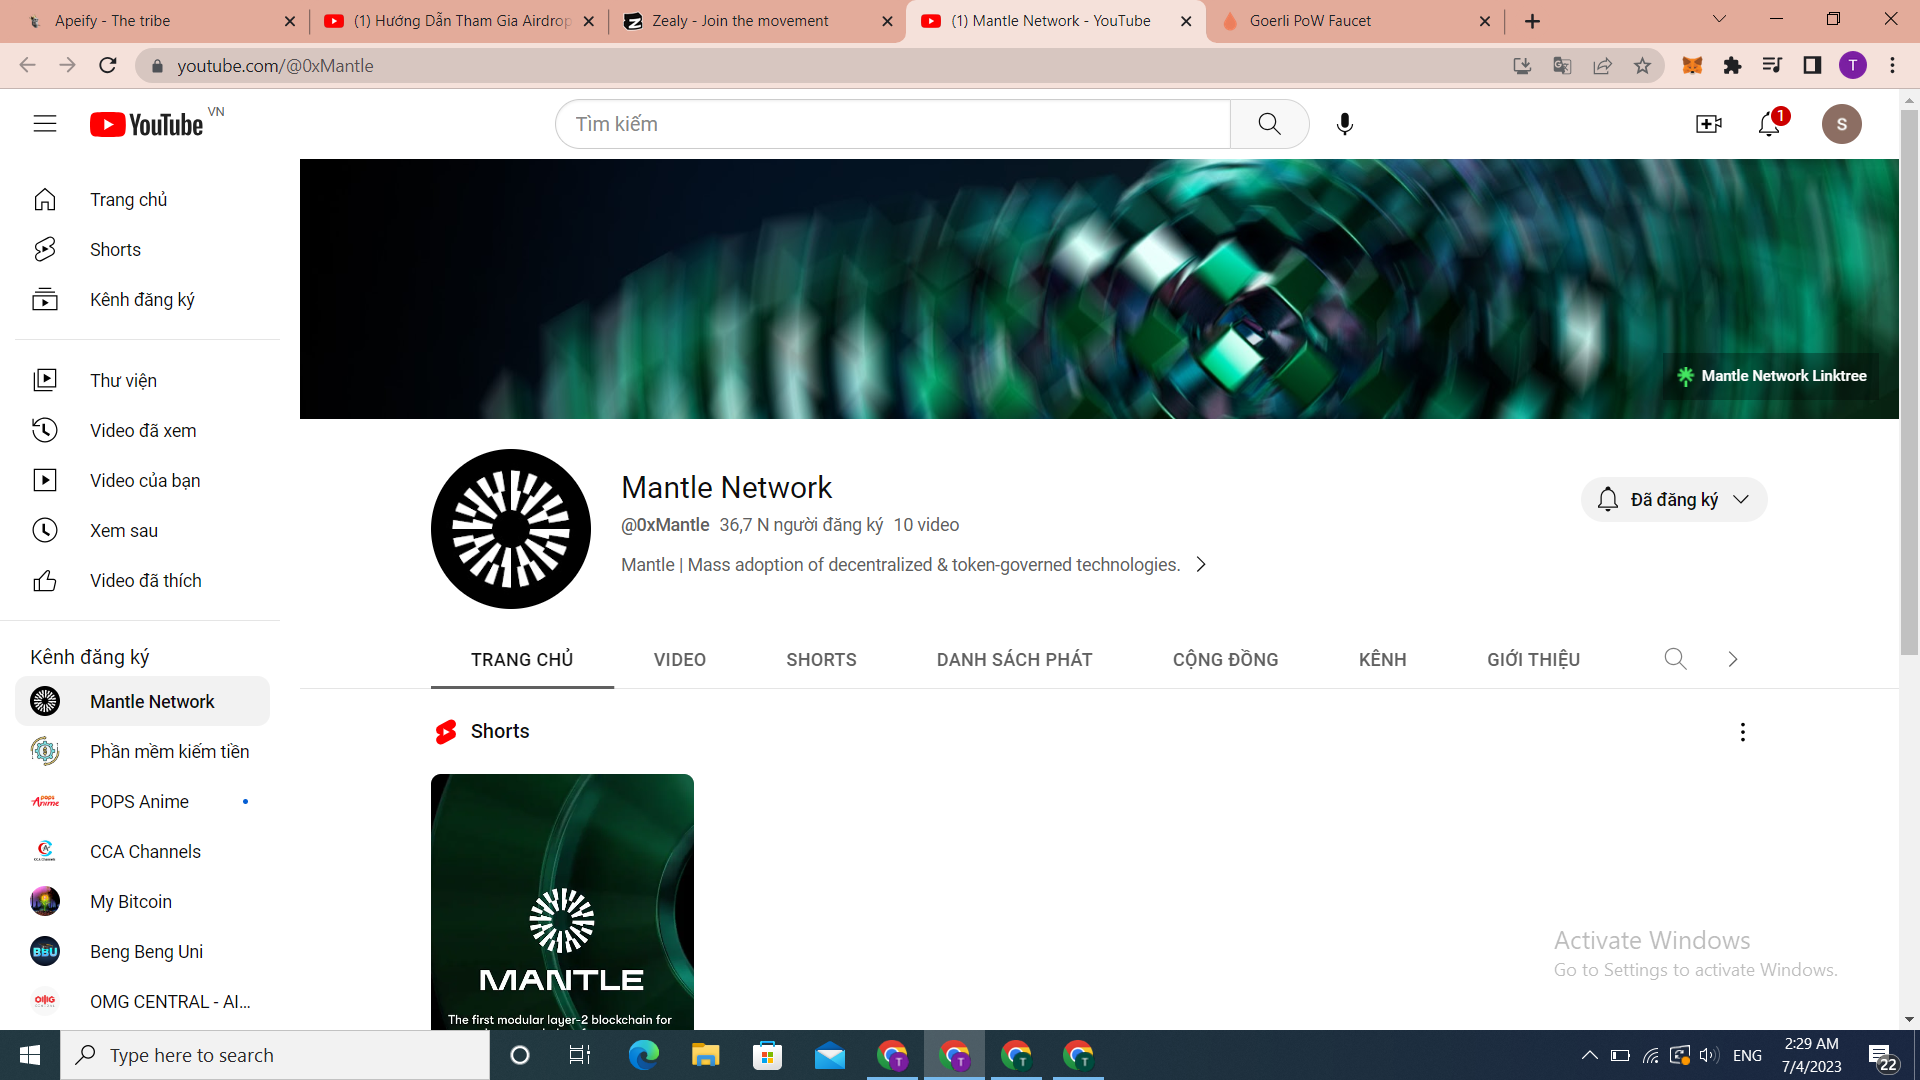 Apeify - The tribe
(1) Hướng Dẫn Tham Gia Airdrop
Zealy - Join the movement
(1) Mantle Network - YouTube
Goerli PoW Faucet
youtube.com/@0xMantle
T
YouTube VN
Tìm kiếm
1
S
Trang chủ
Shorts
Kênh đăng ký
Thư viện
Video đã xem
Video của bạn
Xem sau
Video đã thích
Kênh đăng ký
Mantle Network
Phần mềm kiếm tiền
POPS Anime
CCA Channels
My Bitcoin
Beng Beng Uni
OMG CENTRAL - AI...
Mantle Network Linktree
Mantle Network
@0xMantle 36,7 N người đăng ký 10 video
Mantle | Mass adoption of decentralized & token-governed technologies.
Đã đăng ký
TRANG CHỦ
VIDEO
SHORTS
DANH SÁCH PHÁT
CỘNG ĐỒNG
KÊNH
GIỚI THIỆU
Shorts
MANTLE
The first modular layer-2 blockchain for
Activate Windows
Go to Settings to activate Windows.
Type here to search
ENG
2:29 AM
7/4/2023
22